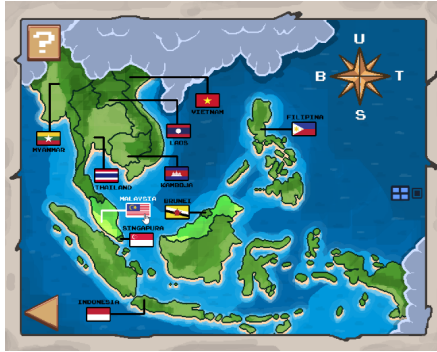 ?
U
B T
S
VIETNAM
FILIPINA
LAOS
MYANMAR
THAILAND
KAMBOJA
MALAYSIA
BRUNEI
SINGAPURA
INDONESIA